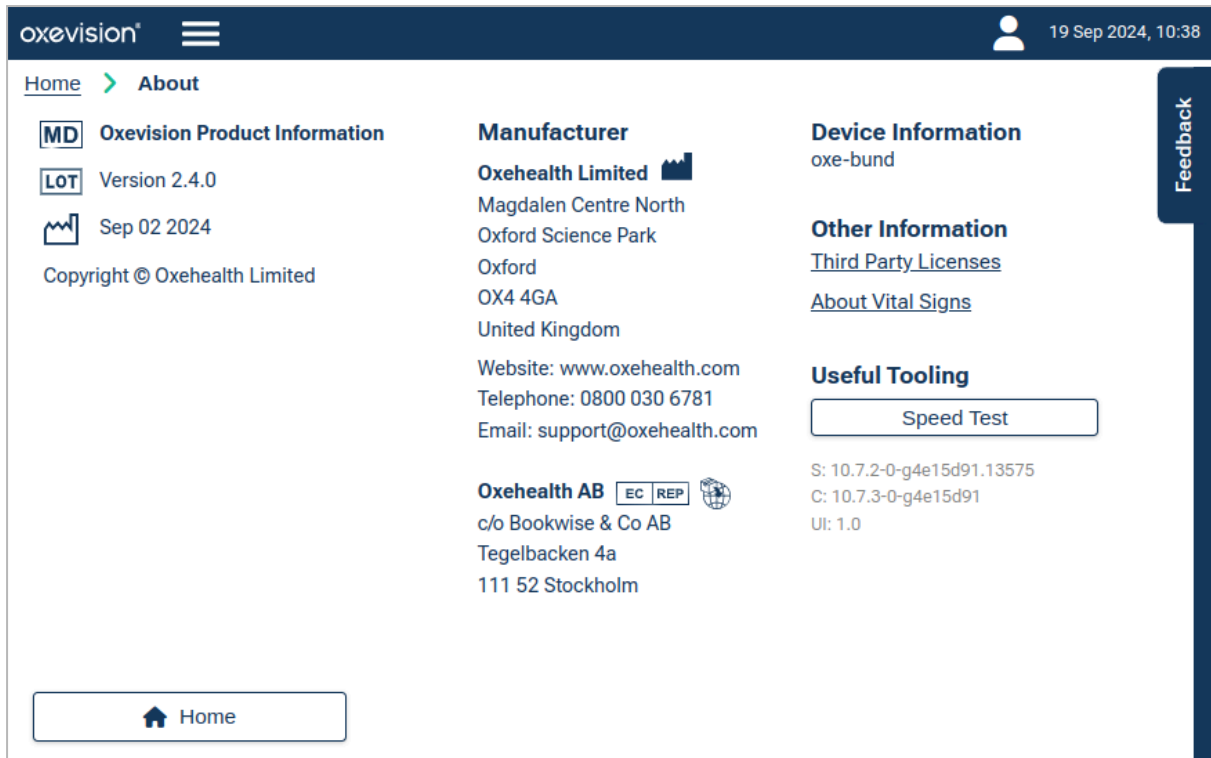 oxevision®
19 Sep 2024, 10:38
Home > About
Feedback
MD Oxevision Product Information
LOT Version 2.4.0
Sep 02 2024
Copyright © Oxehealth Limited
Manufacturer
Oxehealth Limited
Magdalen Centre North
Oxford Science Park
Oxford
OX4 4GA
United Kingdom
Website: www.oxehealth.com
Telephone: 0800 030 6781
Email: support@oxehealth.com
Oxehealth AB EC REP
c/o Bookwise & Co AB
Tegelbacken 4a
111 52 Stockholm
Device Information
oxe-bund
Other Information
Third Party Licenses
About Vital Signs
Useful Tooling
Speed Test
S: 10.7.2-0-g4e15d91.13575
C: 10.7.3-0-g4e15d91
UI: 1.0
Home